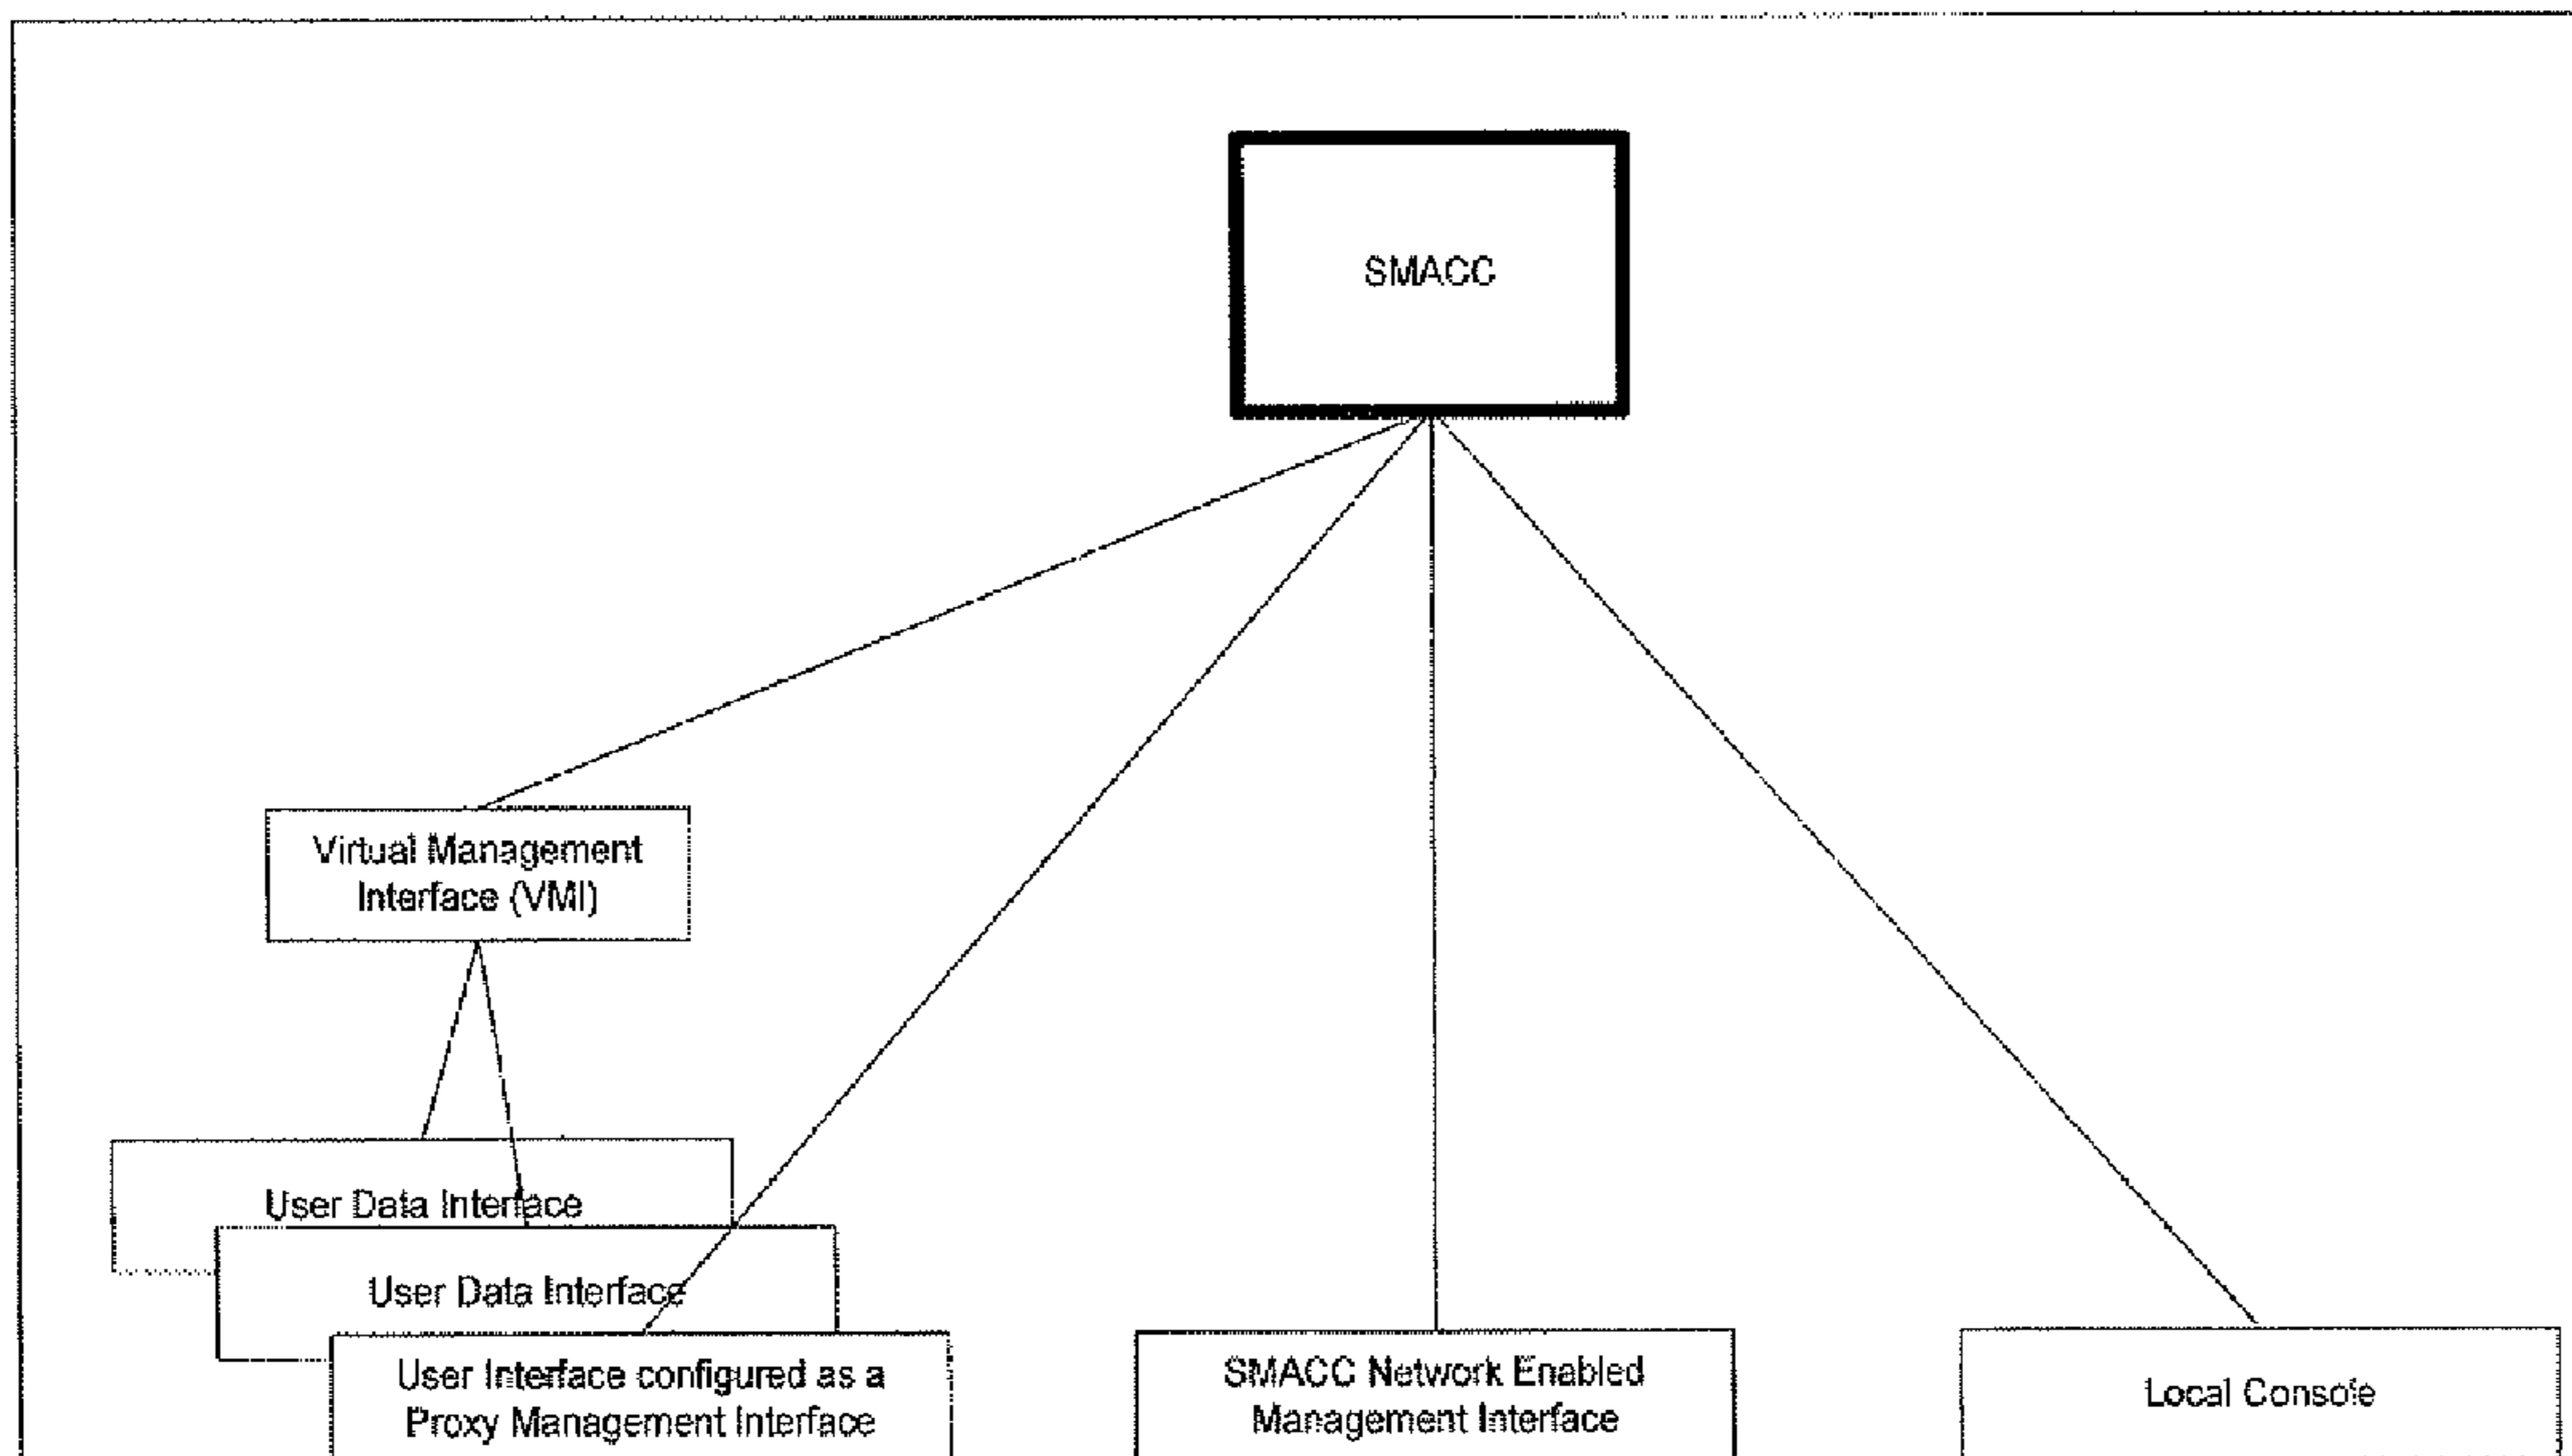 SMACC
Virtual Management
Interface (VMI)
User Data Interface
User Data Interface
User Interface configured as a
Proxy Management Interface
SMACC Network Enabled
Management Interface
Local Console